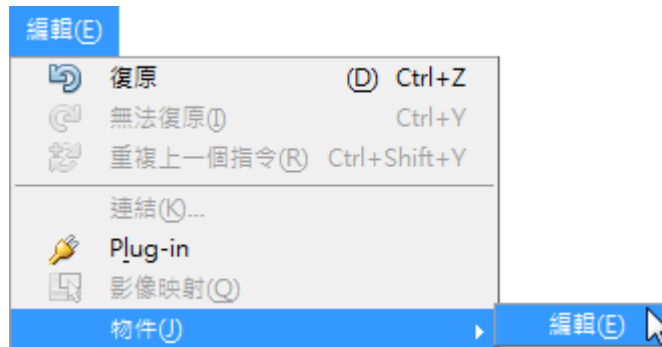 編輯(E)
復原 (D) Ctrl+Z
無法復原(I) Ctrl+Y
重複上一個指令(R) Ctrl+Shift+Y
連結(K)...
Plug-in
影像映射(Q)
物件(J) 編輯(E)